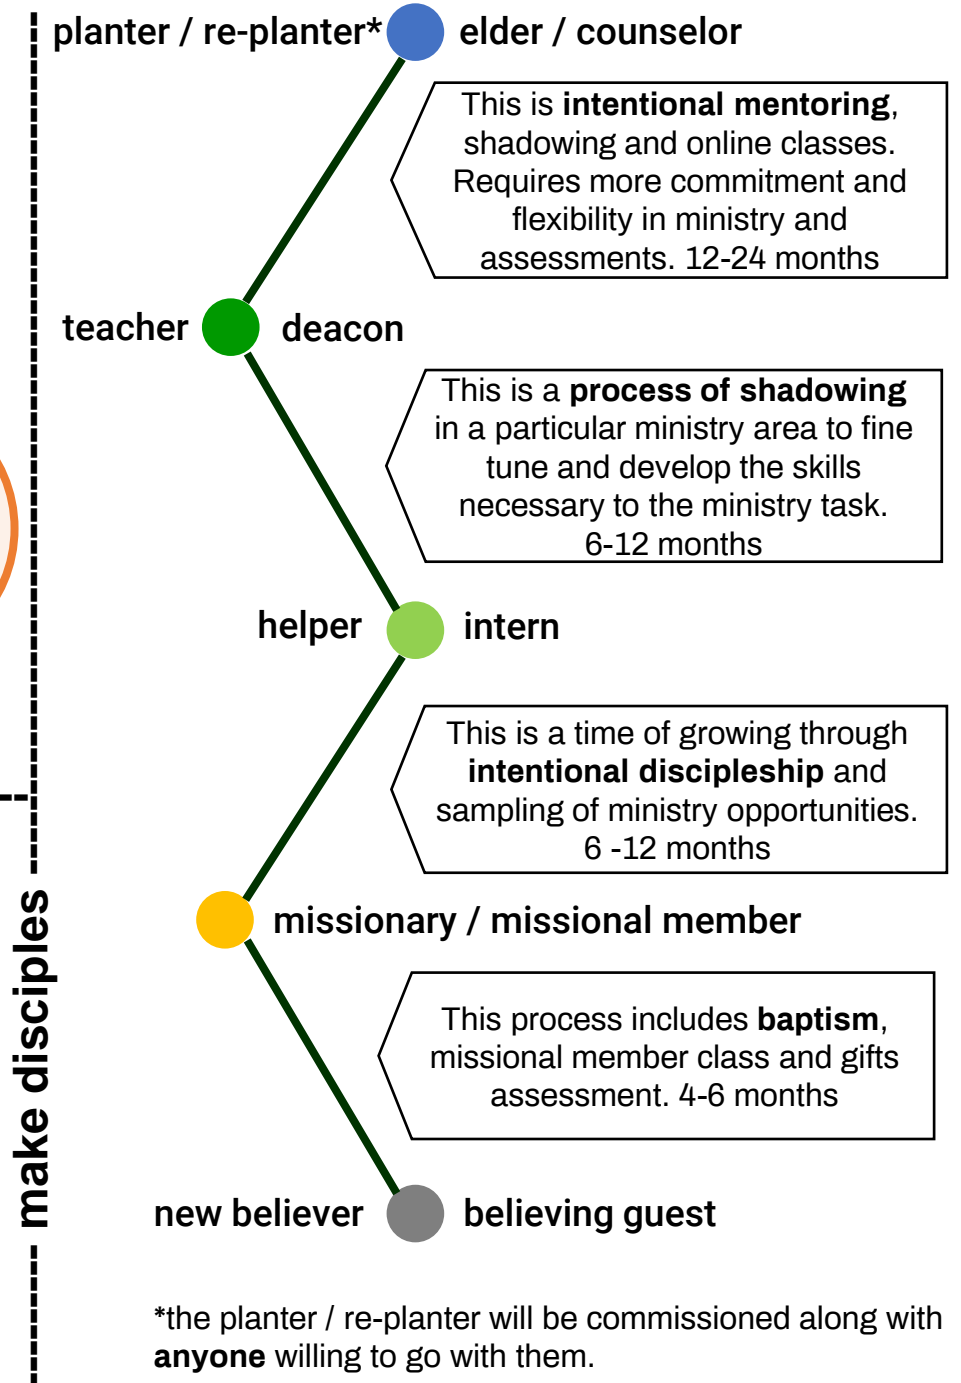 planter / re-planter* elder / counselor
This is intentional mentoring,
shadowing and online classes.
Requires more commitment and
flexibility in ministry and
assessments. 12-24 months
teacher deacon
This is a process of shadowing
in a particular ministry area to fine
tune and develop the skills
necessary to the ministry task.
6-12 months
helper intern
This is a time of growing through
intentional discipleship and
sampling of ministry opportunities.
6 -12 months
missionary / missional member
make disciples
This process includes baptism,
missional member class and gifts
assessment. 4-6 months
new believer believing guest
*the planter / re-planter will be commissioned along with
anyone willing to go with them.